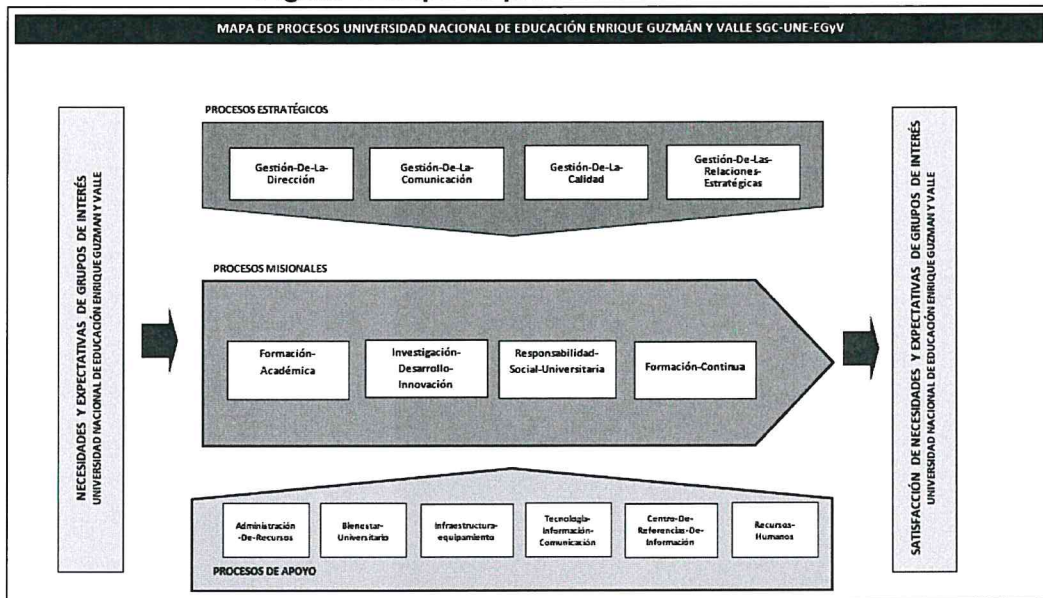 MAPA DE PROCESOS UNIVERSIDAD NACIONAL DE EDUCACIÓN ENRIQUE GUZMÁN Y VALLE SGC-UNE-EGyV
NECESIDADES Y EXPECTATIVAS DE GRUPOS DE INTERÉS
UNIVERSIDAD NACIONAL DE EDUCACIÓN ENRIQUE GUZMAN Y VALLE
PROCESOS ESTRATÉGICOS
Gestión-De-La-
Dirección
Gestión-De-La-
Comunicación
Gestión-De-La-
Calidad
Gestión-De-Las-
Relaciones-
Estratégicas
PROCESOS MISIONALES
Formación-
Académica
Investigación-
Desarrollo-
Innovación
Responsabilidad-
Social-Universitaria
Formación-Continua
Administración
-De-Recursos
Bienestar-
Universitario
Infraestructura-
equipamiento
Tecnología-
Información-
Comunicación
Centro-De-
Referencias-De-
Información
Recursos-
Humanos
PROCESOS DE APOYO
SATISFACCIÓN DE NECESIDADES Y EXPECTATIVAS DE GRUPOS DE INTERÉS
UNIVERSIDAD NACIONAL DE EDUCACIÓN ENRIQUE GUZMAN Y VALLE